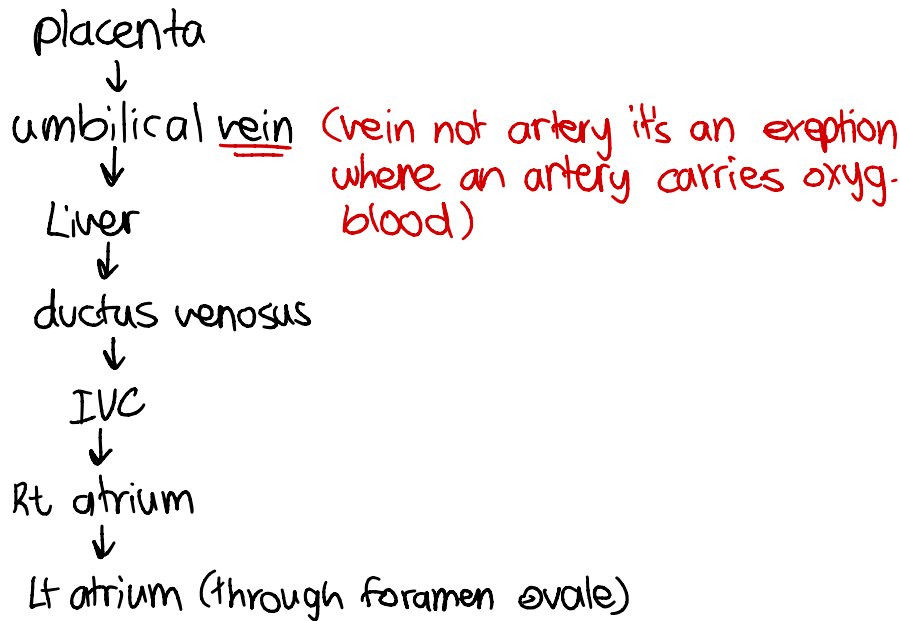 placenta
↓
umbilical vein (vein not artery it's an exeption
where an artery carries oxyg.
blood)
↓
Liver
↓
ductus venosus
↓
IVC
↓
Rt atrium
↓
Lt atrium (through foramen ovale)